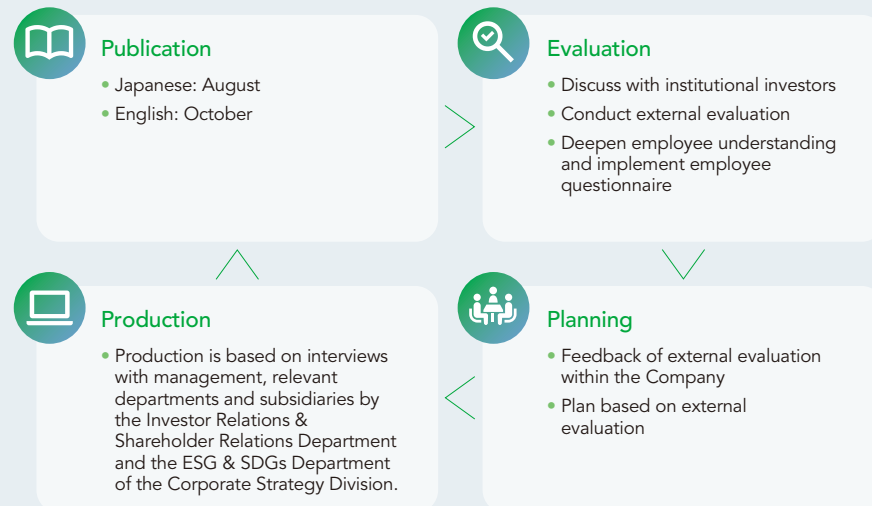 Publication
• Japanese: August
• English: October
Evaluation
• Discuss with institutional investors
• Conduct external evaluation
• Deepen employee understanding
and implement employee
questionnaire
Production
• Production is based on interviews
with management, relevant
departments and subsidiaries by
the Investor Relations &
Shareholder Relations Department
and the ESG & SDGs Department
of the Corporate Strategy Division.
Planning
• Feedback of external evaluation
within the Company
• Plan based on external
evaluation